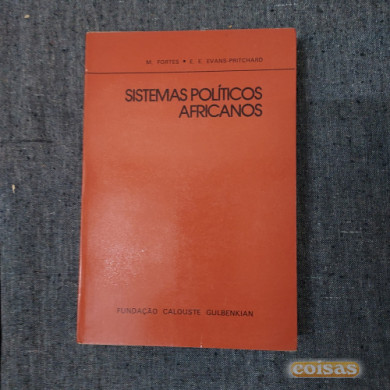 M. FORTES • E. E. EVANS-PRITCHARD
SISTEMAS POLÍTICOS
AFRICANOS
FUNDAÇÃO CALOUSTE GULBENKIAN
coisas